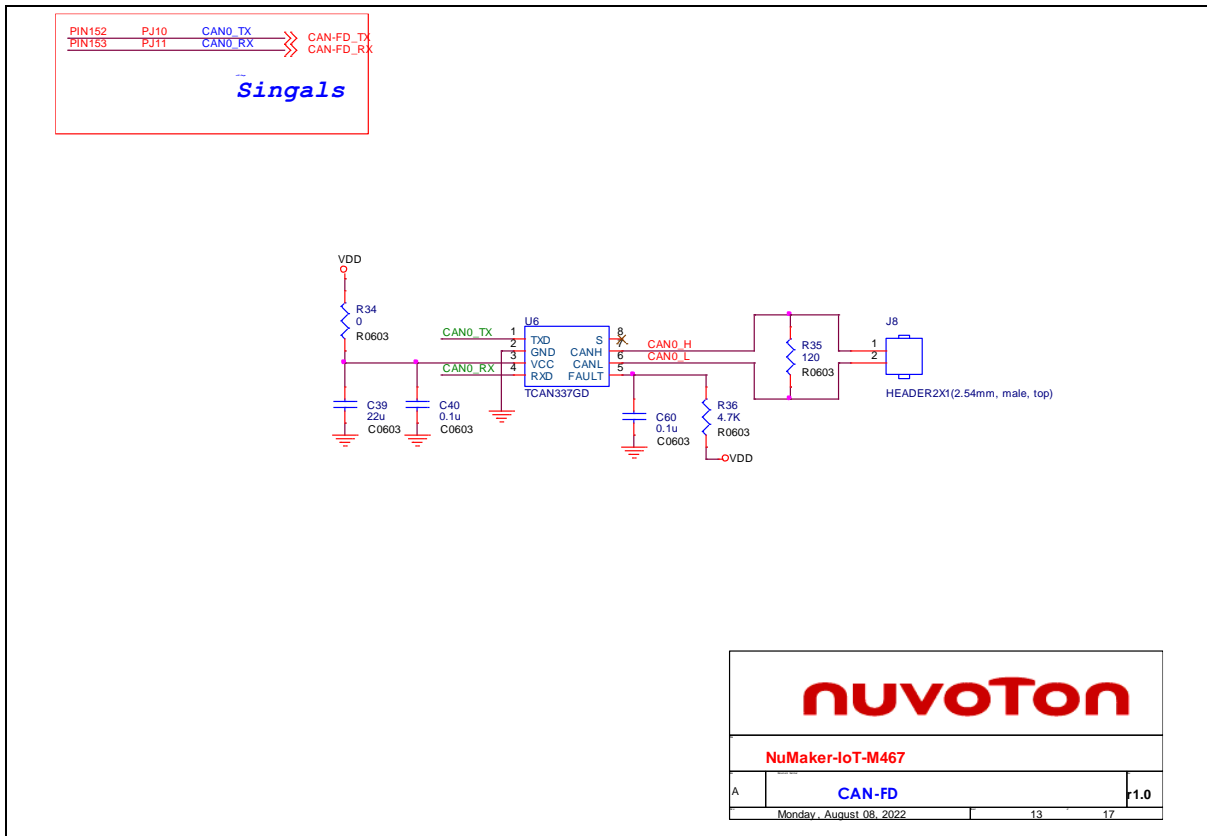 PIN152 PJ10 CAN0_TX CAN-FD_TX
PIN153 PJ11 CAN0_RX CAN-FD_RX
Singals
VDD
R34
0
R0603
C39
22u
C0603
C40
0.1u
C0603
CAN0_TX
CAN0_RX
U6
1 TXD S 8
2 GND CANH 7
3 VCC CANL 6
4 RXD FAULT 5
TCAN337GD
CAN0_H
CAN0_L
C60
0.1u
C0603
R36
4.7K
R0603
VDD
R35
120
R0603
J8
1
2
HEADER2X1(2.54mm, male, top)
nuvoTon
NuMaker-IoT-M467
A CAN-FD r1.0
Monday, August 08, 2022 13 17